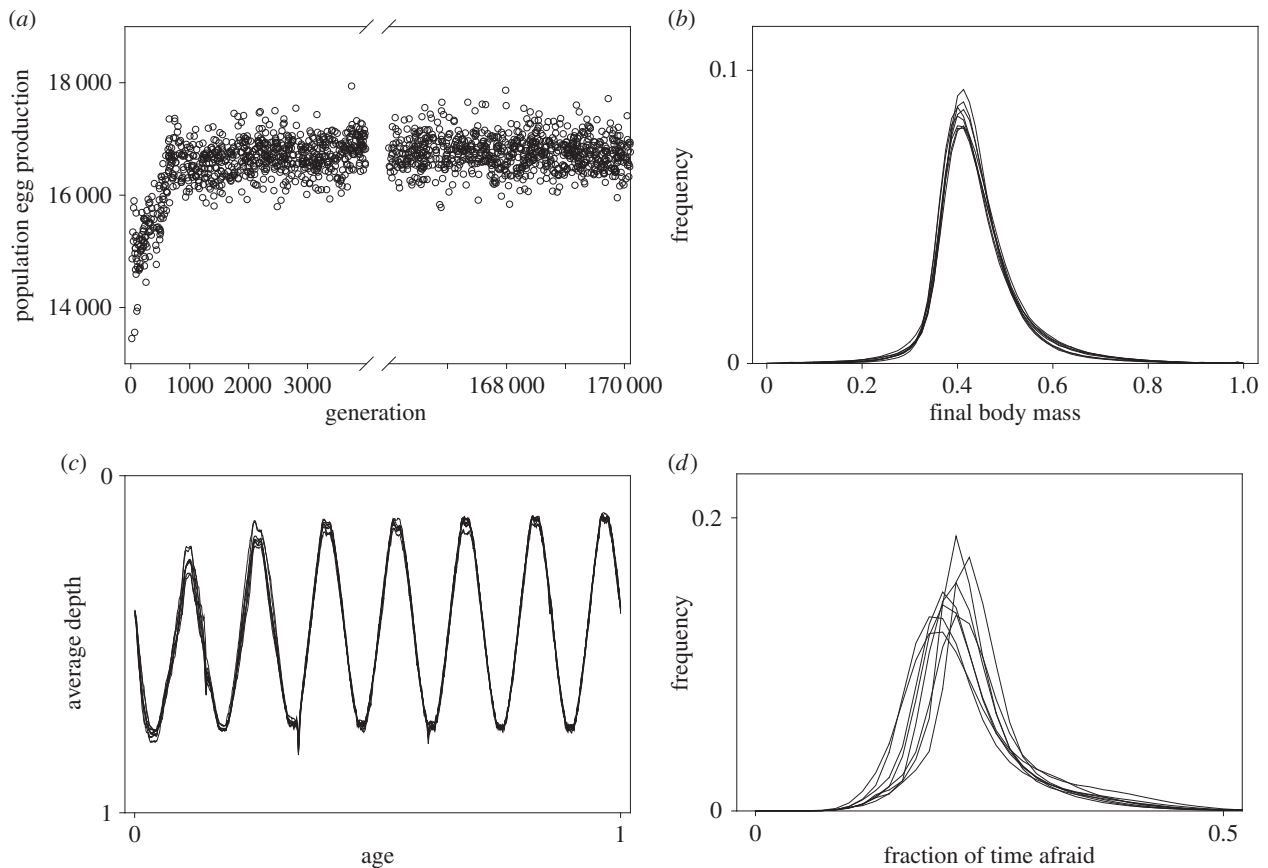 (a)
population egg production
18 000
16 000
14 000
0 1000 2000 3000 168 000 170 000
generation
(b)
frequency
0.1
0
0 0.2 0.4 0.6 0.8 1.0
final body mass
(c)
average depth
0
1
0 1
age
(d)
frequency
0.2
0
0 0.5
fraction of time afraid